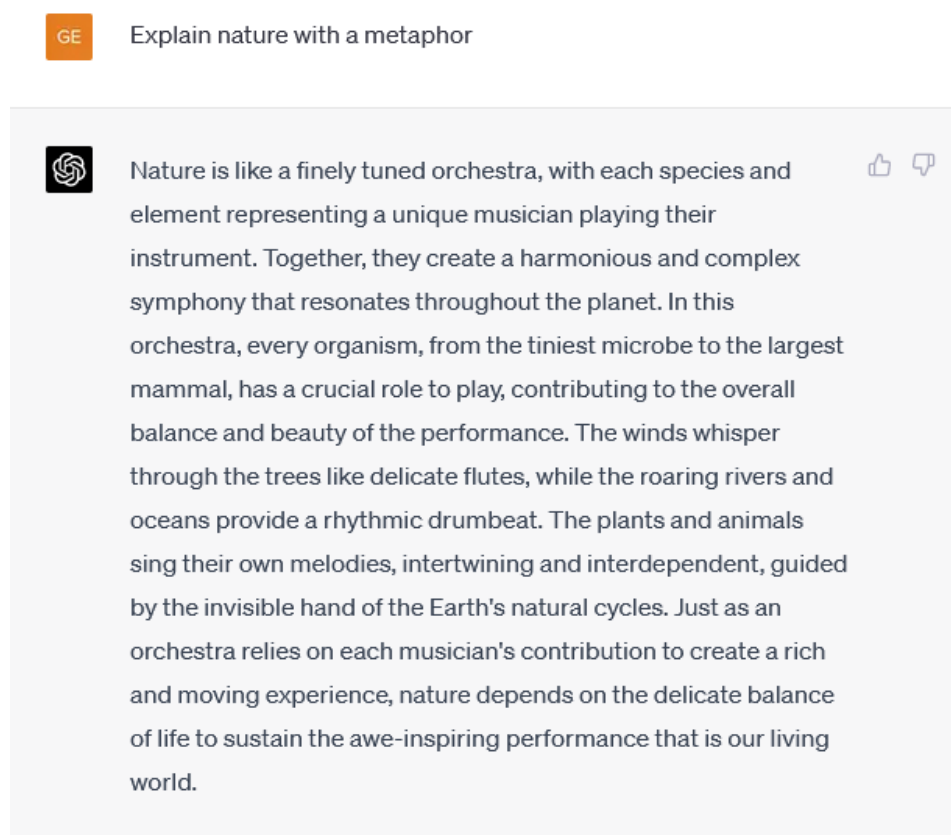 GE
Explain nature with a metaphor
Nature is like a finely tuned orchestra, with each species and
element representing a unique musician playing their
instrument. Together, they create a harmonious and complex
symphony that resonates throughout the planet. In this
orchestra, every organism, from the tiniest microbe to the largest
mammal, has a crucial role to play, contributing to the overall
balance and beauty of the performance. The winds whisper
through the trees like delicate flutes, while the roaring rivers and
oceans provide a rhythmic drumbeat. The plants and animals
sing their own melodies, intertwining and interdependent, guided
by the invisible hand of the Earth's natural cycles. Just as an
orchestra relies on each musician's contribution to create a rich
and moving experience, nature depends on the delicate balance
of life to sustain the awe-inspiring performance that is our living
world.